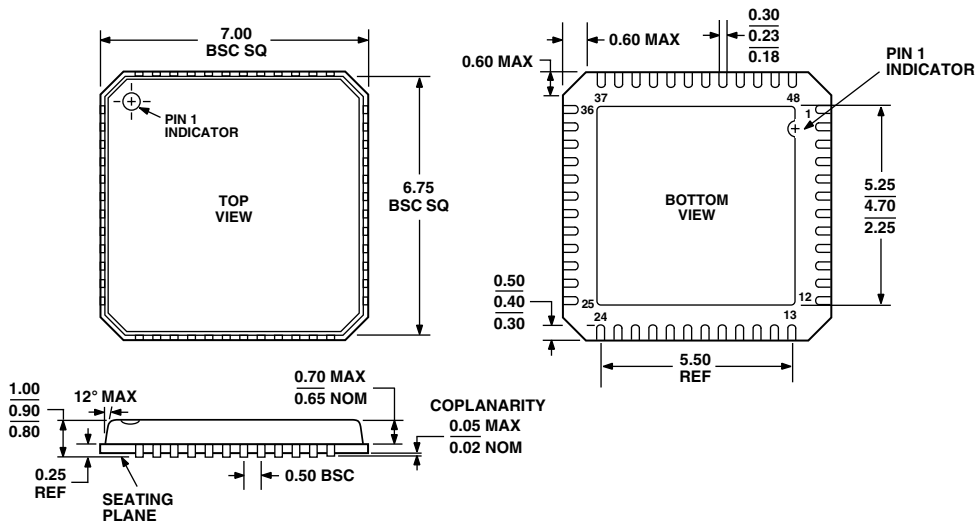 7.00
BSC SQ
PIN 1
INDICATOR
TOP
VIEW
6.75
BSC SQ
0.60 MAX
0.60 MAX
0.30
0.23
0.18
PIN 1
INDICATOR
37
48
36
1
BOTTOM
VIEW
5.25
4.70
2.25
0.50
0.40
0.30
25
12
24
13
5.50
REF
1.00
0.90
0.80
12° MAX
0.70 MAX
0.65 NOM
COPLANARITY
0.05 MAX
0.02 NOM
0.25
REF
SEATING
PLANE
0.50 BSC